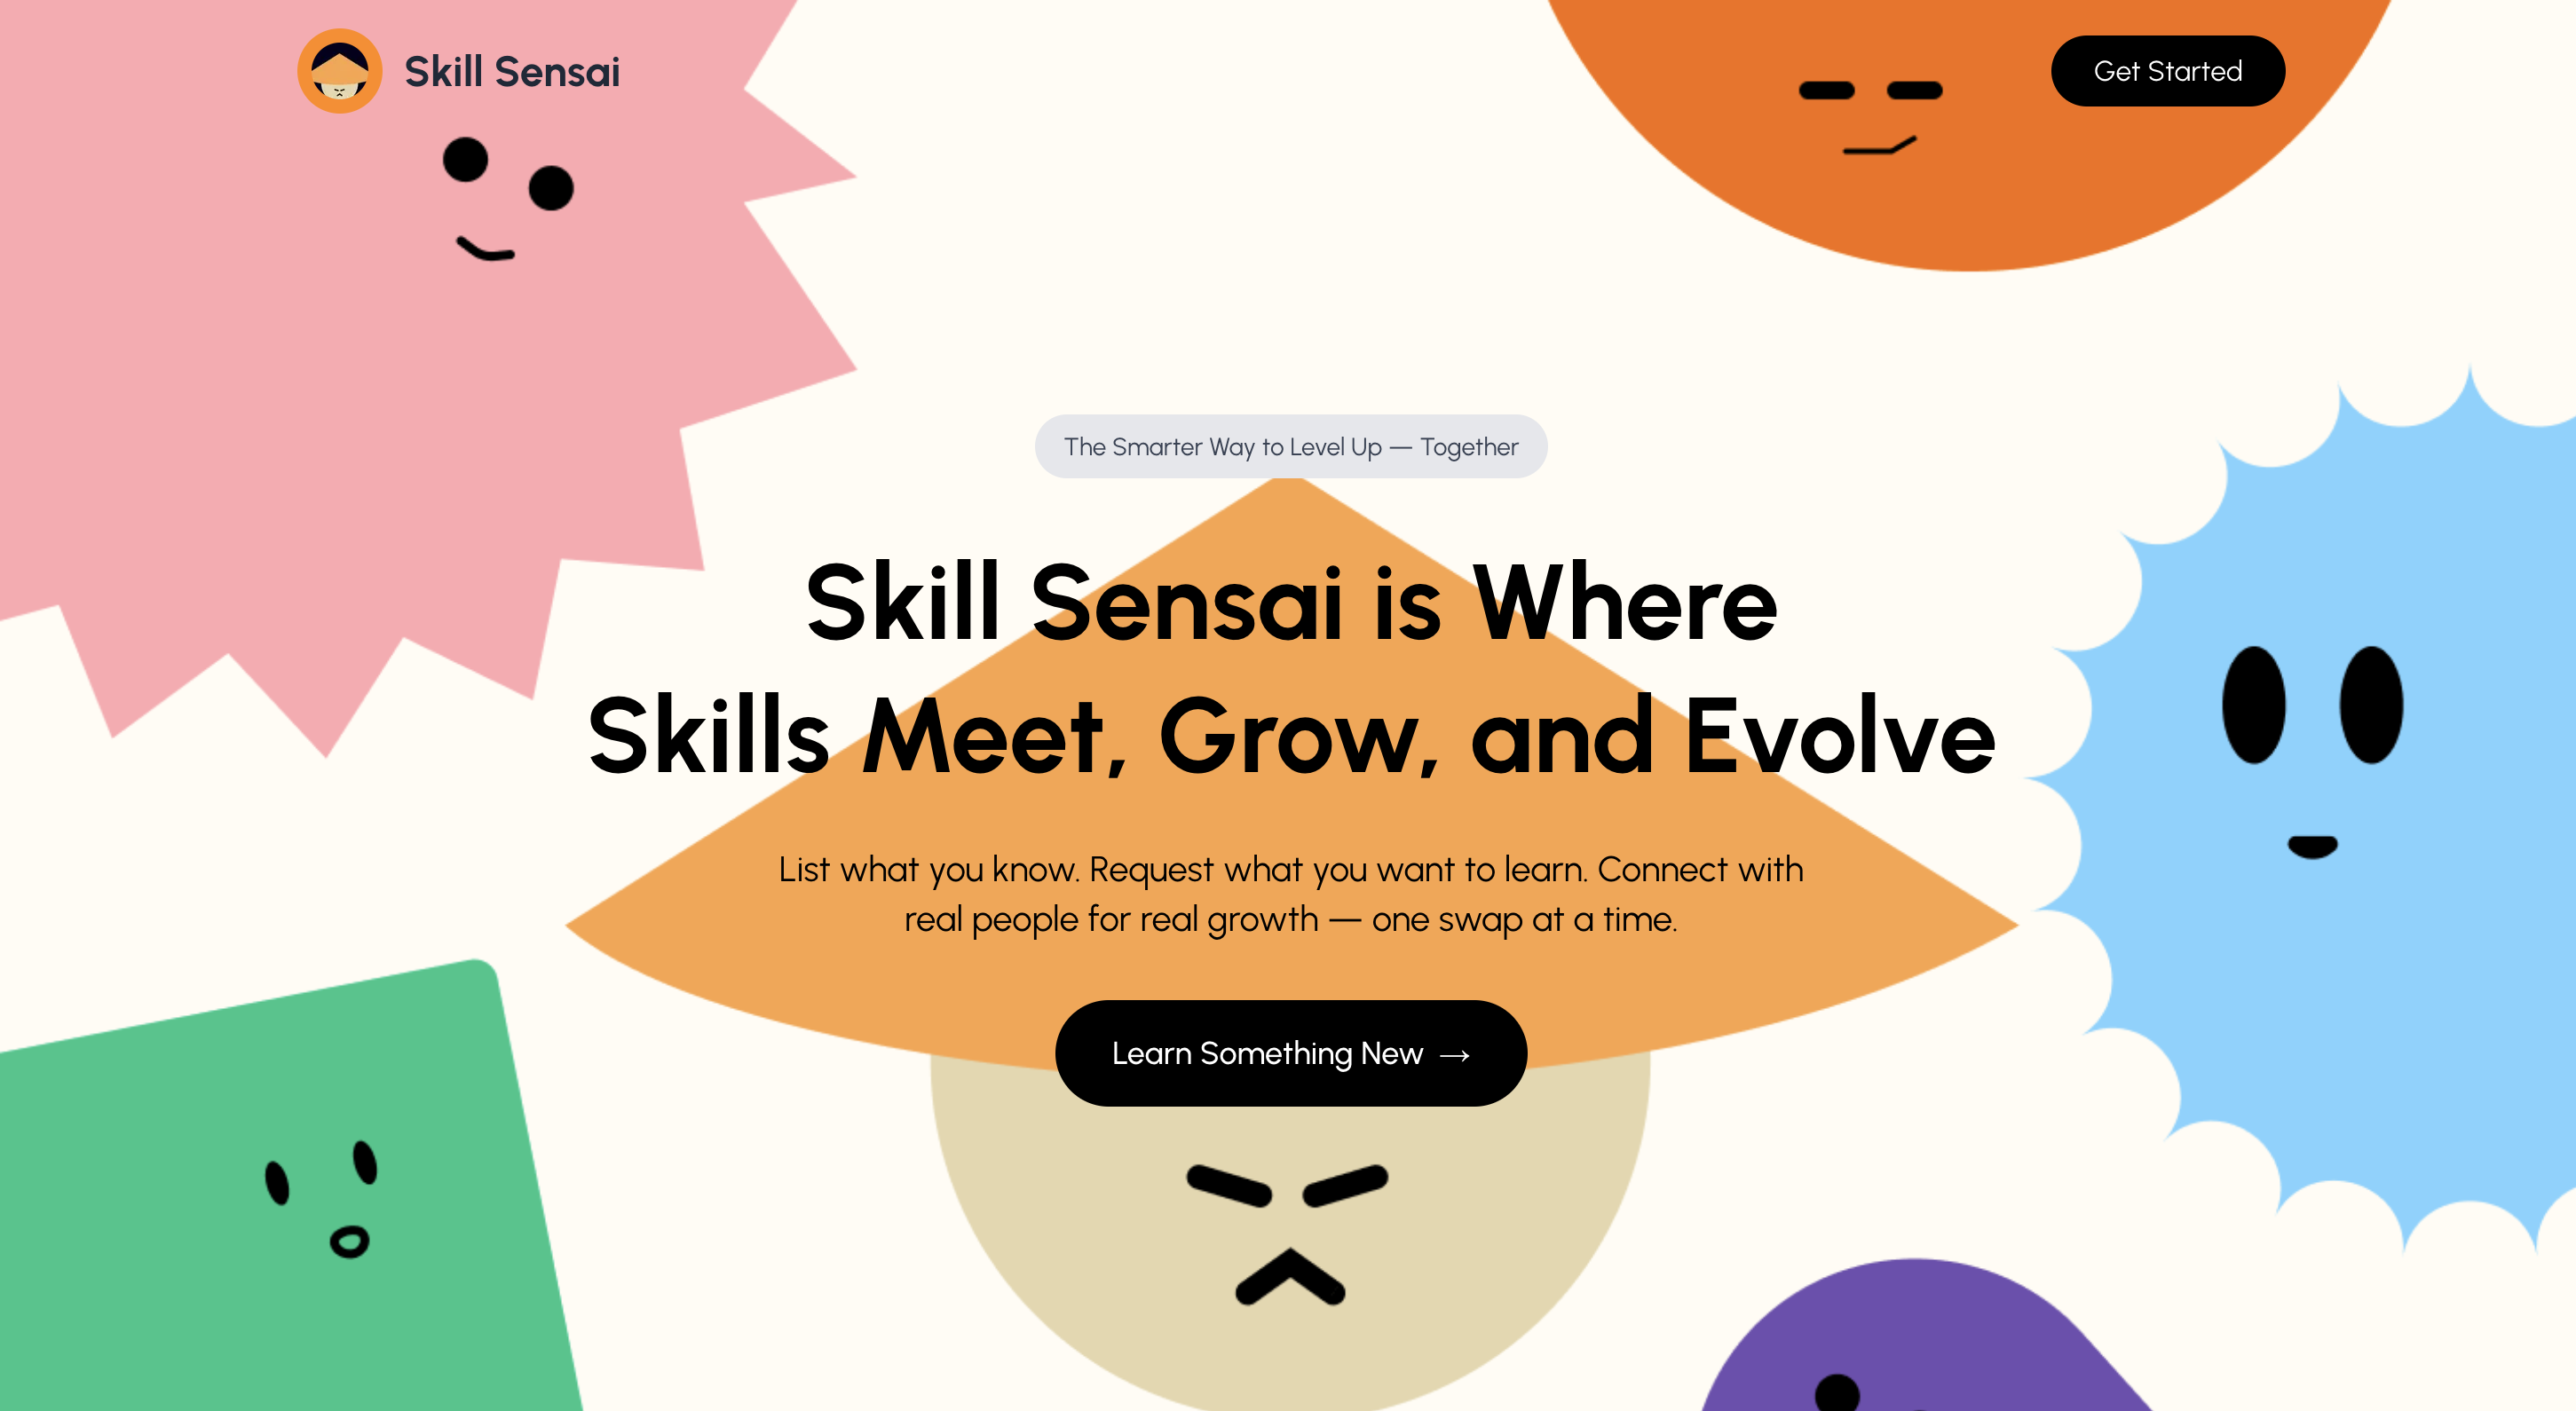 Skill Sensai
Get Started
The Smarter Way to Level Up — Together
Skill Sensai is Where
Skills Meet, Grow, and Evolve
List what you know. Request what you want to learn. Connect with
real people for real growth — one swap at a time.
Learn Something New →